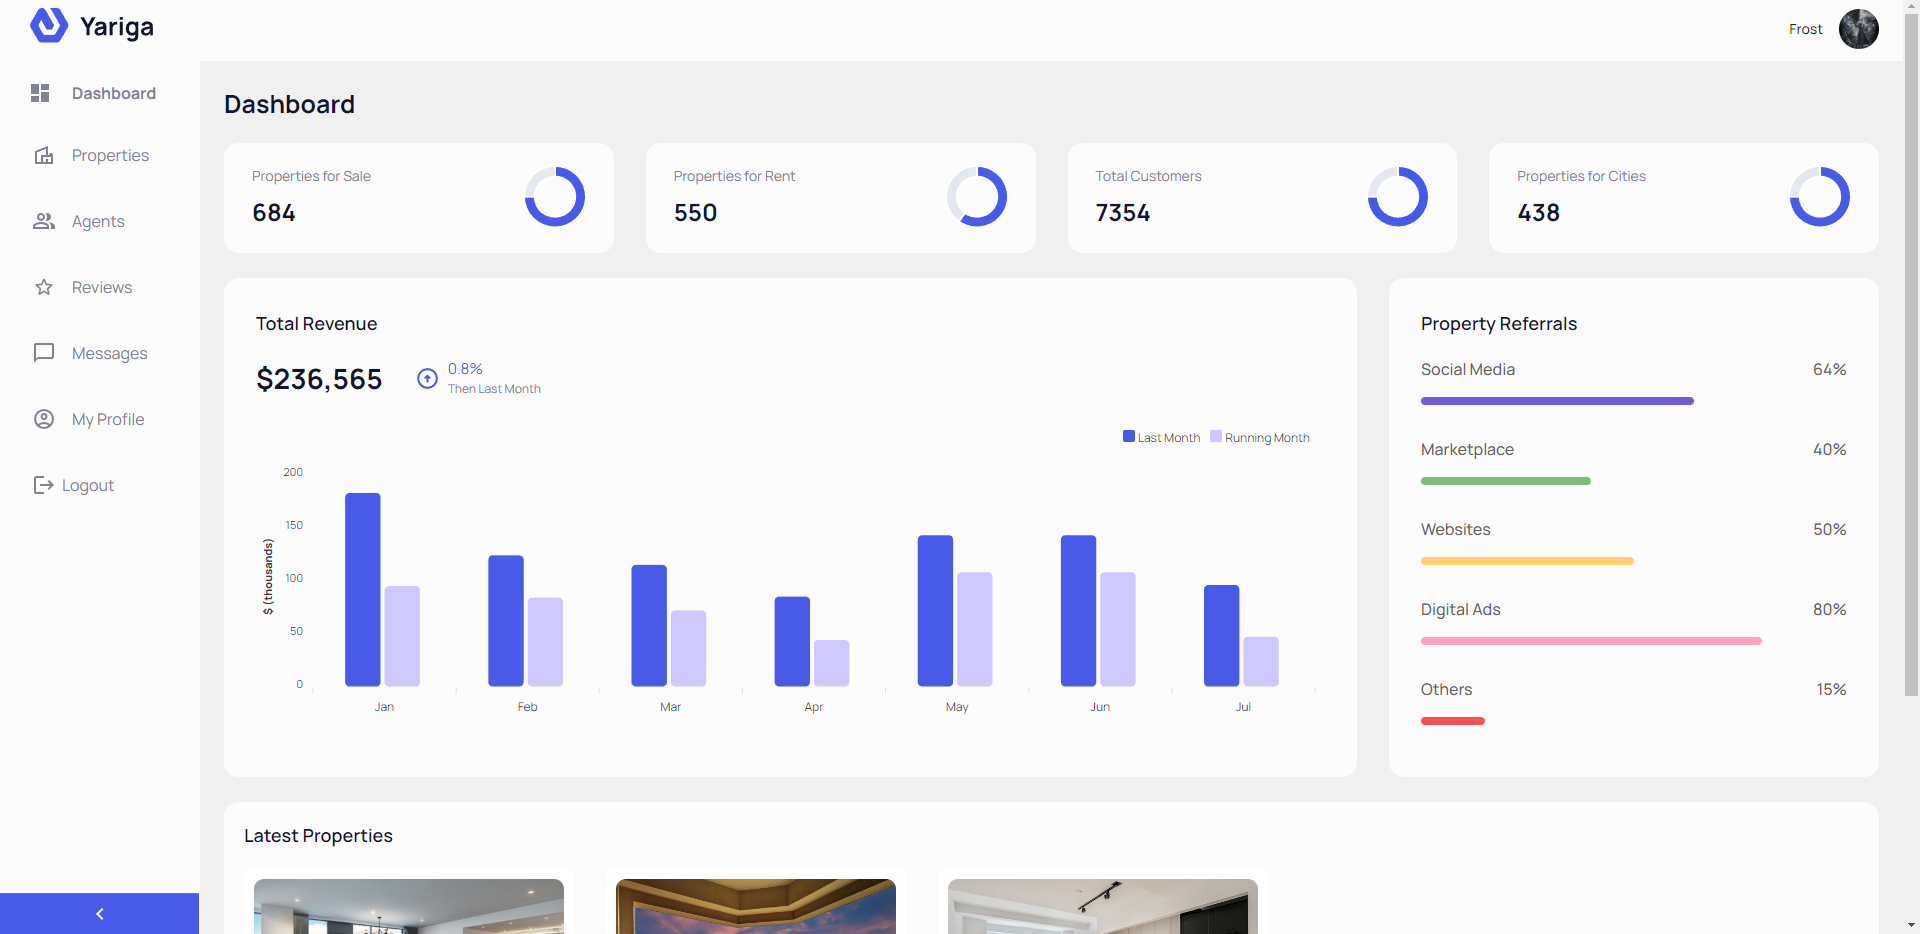 Yariga
Frost
Dashboard
Properties
Agents
Reviews
Messages
My Profile
Logout
Dashboard
Properties for Sale
684
Properties for Rent
550
Total Customers
7354
Properties for Cities
438
Total Revenue
$236,565
0.8%
Then Last Month
Last Month
Running Month
$ (thousands)
200
150
100
50
0
Jan
Feb
Mar
Apr
May
Jun
Jul
Property Referrals
Social Media 64%
Marketplace 40%
Websites 50%
Digital Ads 80%
Others 15%
Latest Properties